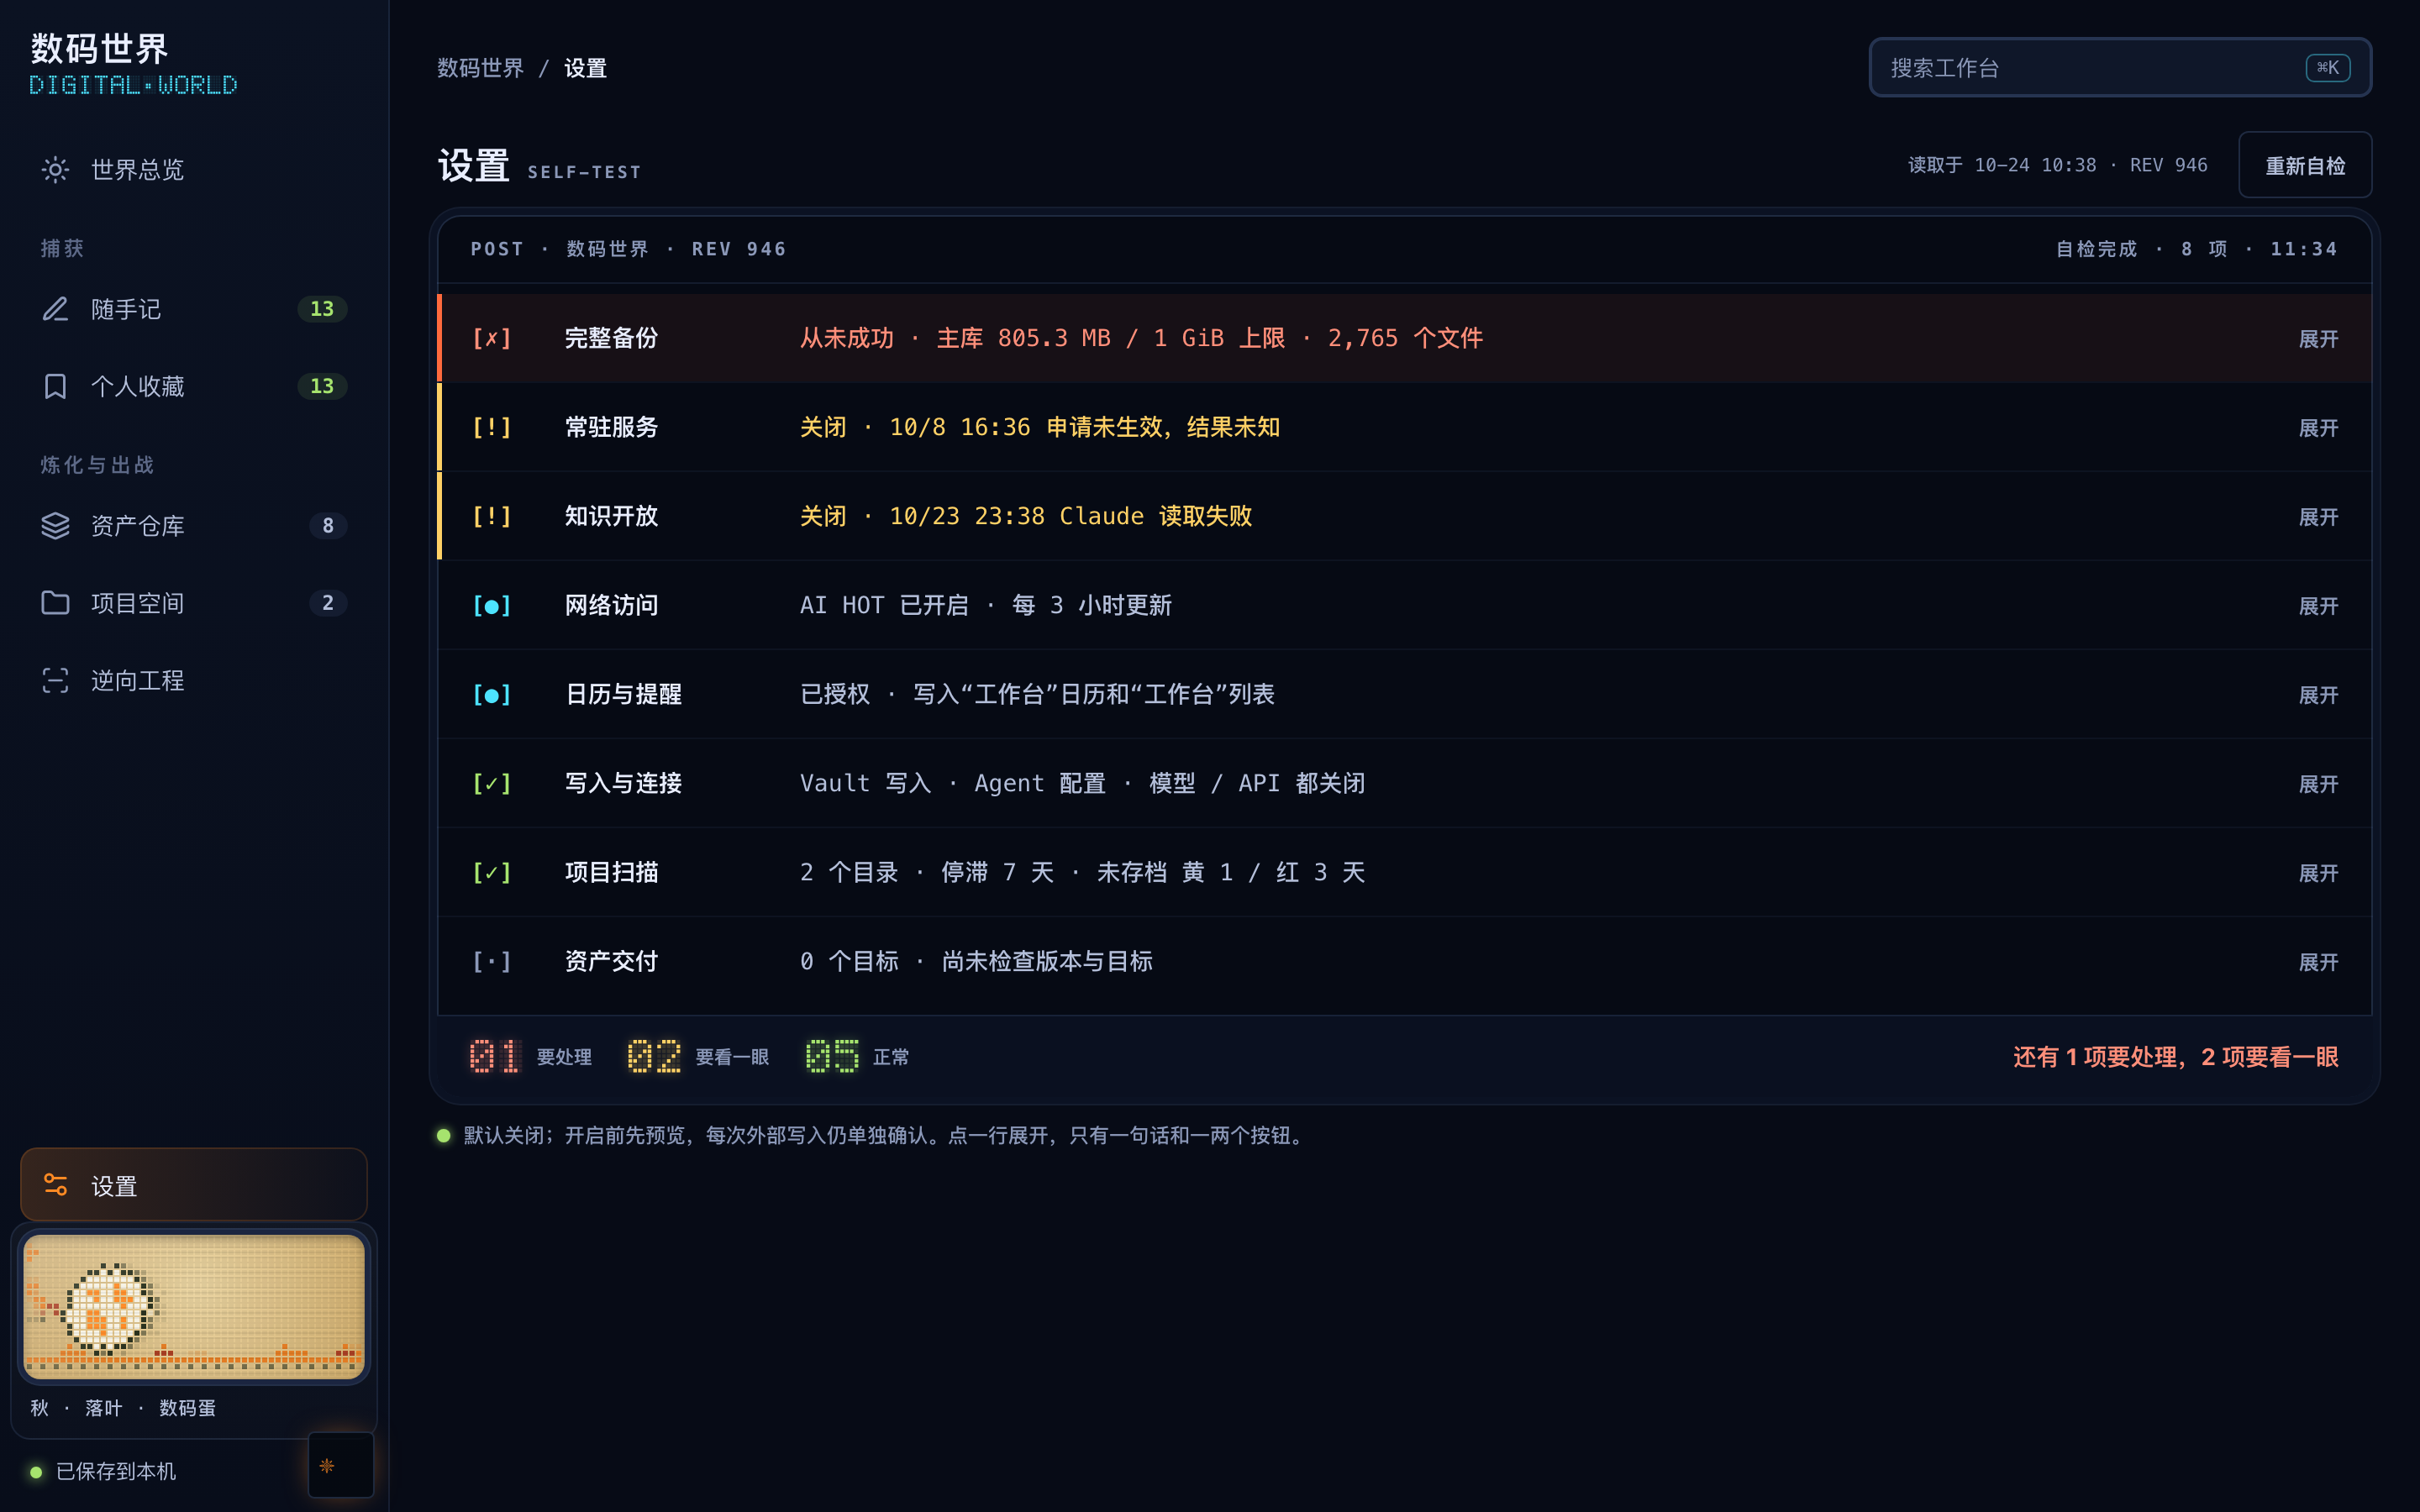 数码世界
DIGITAL·WORLD
世界总览
捕获
随手记 13
个人收藏 13
炼化与出战
资产仓库 8
项目空间 2
逆向工程
设置
秋 · 落叶 · 数码蛋
已保存到本机
数码世界 / 设置
搜索工作台 ⌘K
设置 SELF-TEST
读取于 10-24 10:38 · REV 946 重新自检
POST · 数码世界 · REV 946 自检完成 · 8 项 · 11:34
[✗] 完整备份 从未成功 · 主库 805.3 MB / 1 GiB 上限 · 2,765 个文件 展开
[!] 常驻服务 关闭 · 10/8 16:36 申请未生效，结果未知 展开
[!] 知识开放 关闭 · 10/23 23:38 Claude 读取失败 展开
[●] 网络访问 AI HOT 已开启 · 每 3 小时更新 展开
[●] 日历与提醒 已授权 · 写入“工作台”日历和“工作台”列表 展开
[✓] 写入与连接 Vault 写入 · Agent 配置 · 模型 / API 都关闭 展开
[✓] 项目扫描 2 个目录 · 停滞 7 天 · 未存档 黄 1 / 红 3 天 展开
[·] 资产交付 0 个目标 · 尚未检查版本与目标 展开
01 要处理 02 要看一眼 05 正常 还有 1 项要处理，2 项要看一眼
默认关闭；开启前先预览，每次外部写入仍单独确认。点一行展开，只有一句话和一两个按钮。